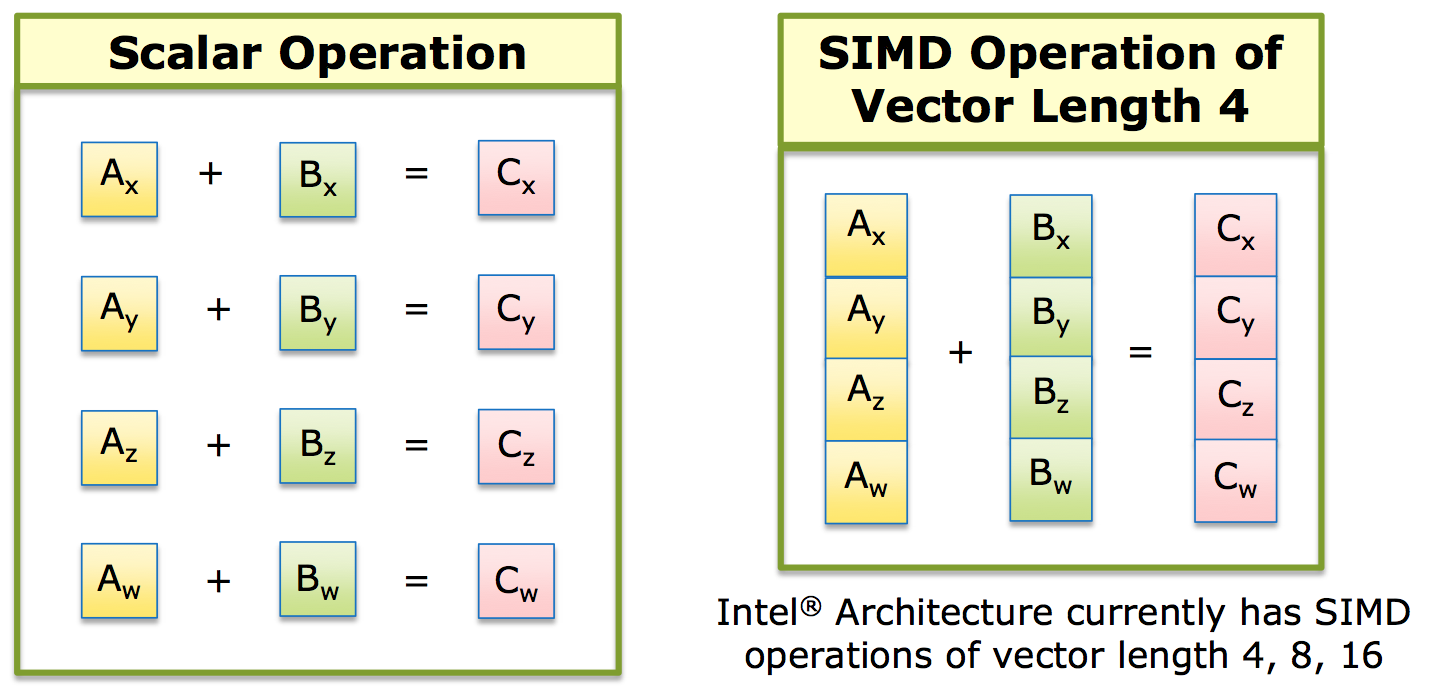 Scalar Operation
A_x + B_x = C_x
A_y + B_y = C_y
A_z + B_z = C_z
A_w + B_w = C_w
SIMD Operation of
Vector Length 4
A_x B_x C_x
A_y B_y C_y
+ =
A_z B_z C_z
A_w B_w C_w
Intel® Architecture currently has SIMD
operations of vector length 4, 8, 16